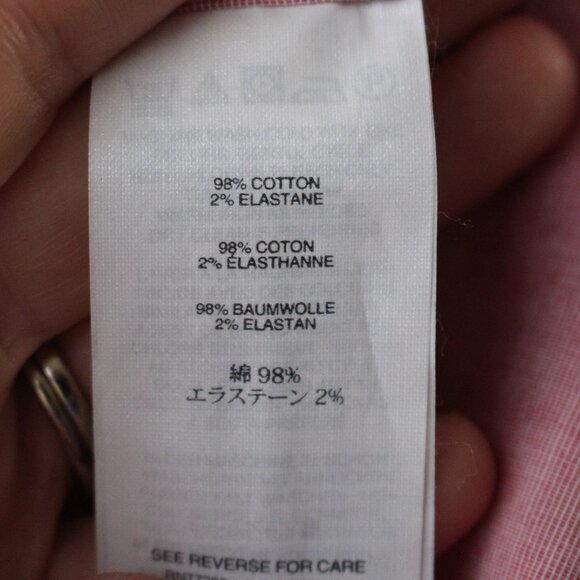 98% COTTON
2% ELASTANE
98% COTON
2% ÉLASTHANNE
98% BAUMWOLLE
2% ELASTAN
綿 98%
エラステーン 2%
SEE REVERSE FOR CARE